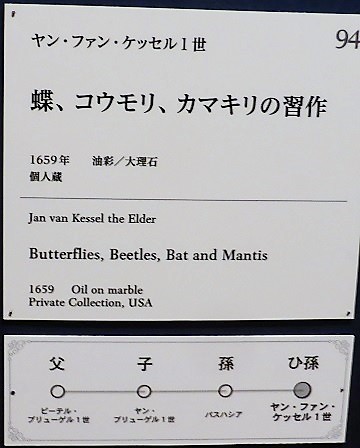 ヤン・ファン・ケッセル1世
94
蝶、コウモリ、カマキリの習作
1659年 油彩／大理石
個人蔵
Jan van Kessel the Elder
Butterflies, Beetles, Bat and Mantis
1659 Oil on marble
Private Collection, USA
父 子 孫 ひ孫
ピーテル・
ブリューゲル1世
ヤン・
ブリューゲル1世
パスハシア
ヤン・ファン・
ケッセル1世